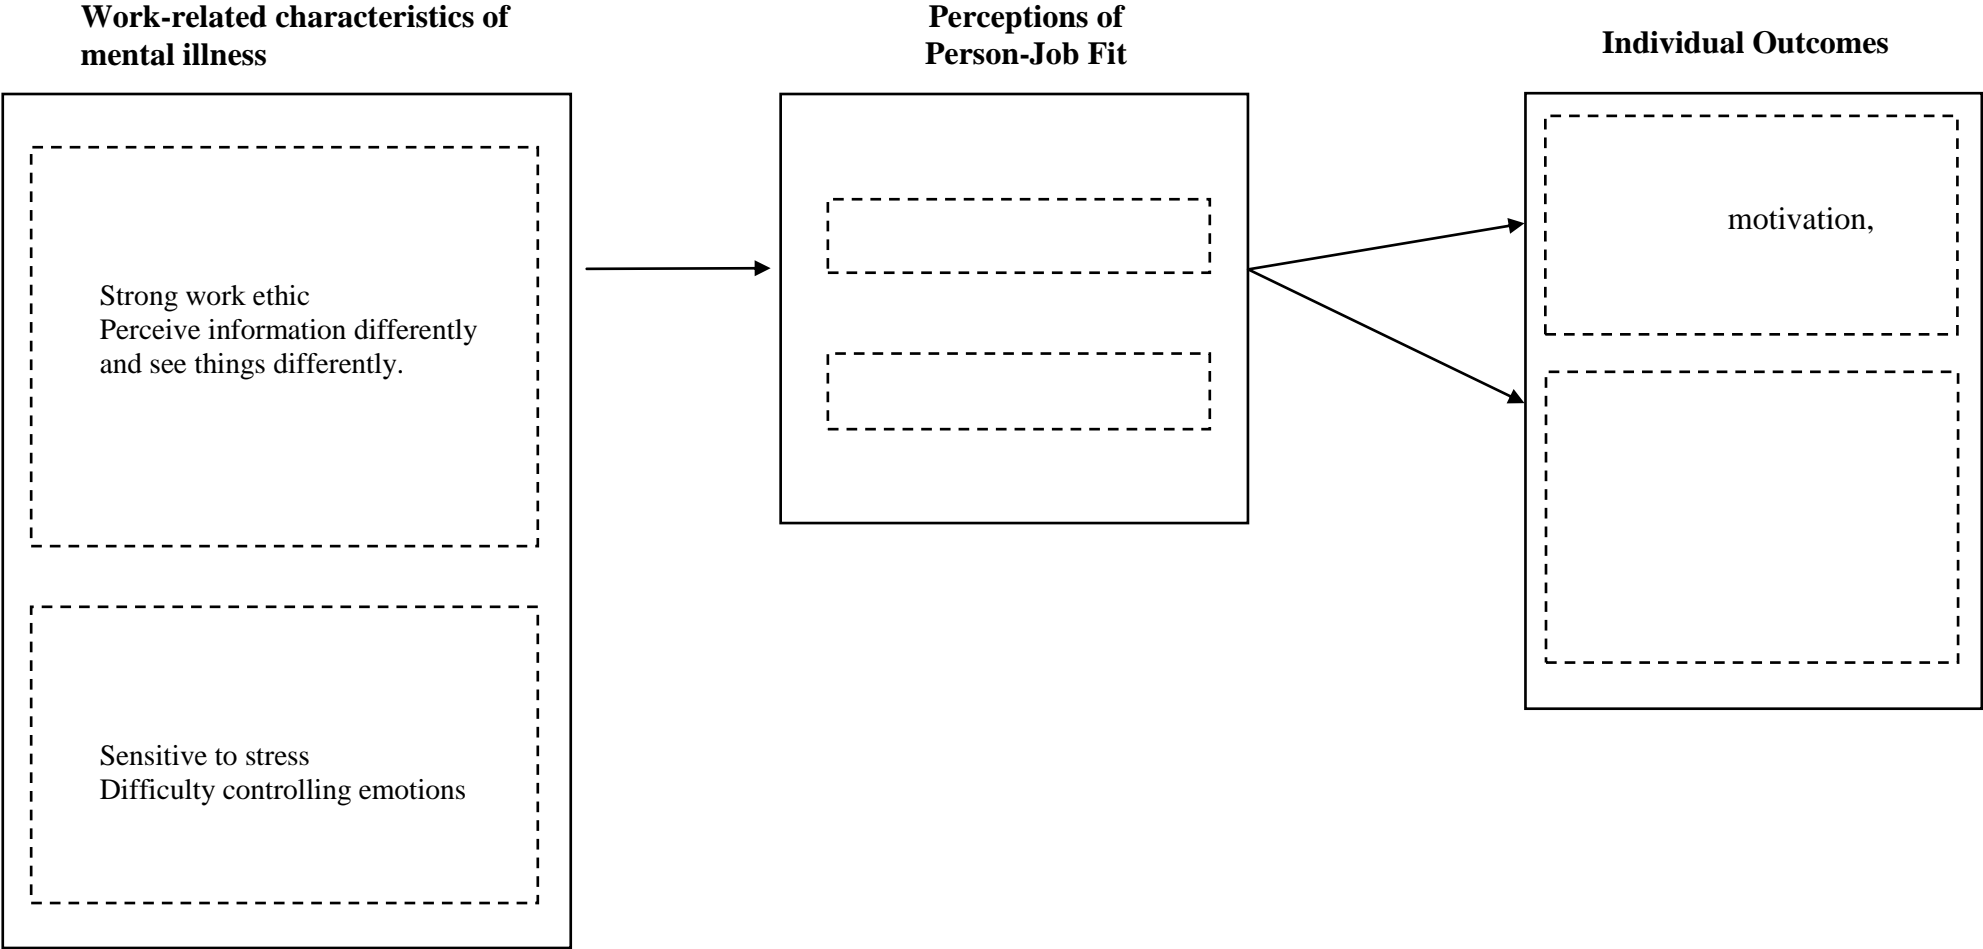 Work-related characteristics of
mental illness
Perceptions of
Person-Job Fit
Individual Outcomes
Strong work ethic
Perceive information differently
and see things differently.
Sensitive to stress
Difficulty controlling emotions
motivation,